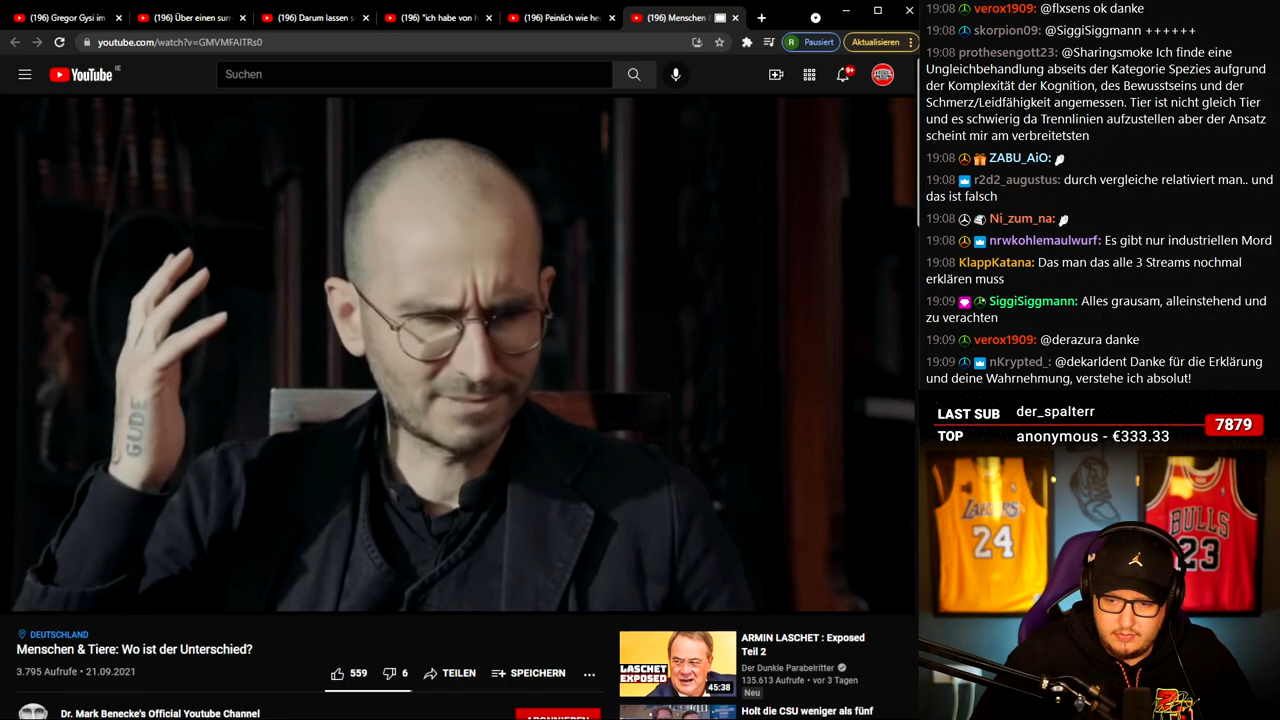 (196) Gregor Gysi im
(196) Über einen sur
(196) Darum lassen s
(196) "ich habe von h
(196) Peinlich wie he
(196) Menschen
youtube.com/watch?v=GMVMFAITRs0
R Pausiert
Aktualisieren
YouTube IE
Suchen
9+
DEUTSCHLAND
Menschen & Tiere: Wo ist der Unterschied?
3.795 Aufrufe • 21.09.2021
559
6
TEILEN
SPEICHERN
Dr. Mark Benecke's Official Youtube Channel
ABONNIEREN
GUDE
LASCHET
EXPOSED
45:38
ARMIN LASCHET : Exposed
Teil 2
Der Dunkle Parabelritter
135.613 Aufrufe • vor 3 Tagen
Neu
Holt die CSU weniger als fünf
19:08 verox1909: @flxsens ok danke
19:08 skorpion09: @SiggiSiggmann ++++++
19:08 prothesengott23: @Sharingsmoke Ich finde eine
Ungleichbehandlung abseits der Kategorie Spezies aufgrund
der Komplexität der Kognition, des Bewusstseins und der
Schmerz/Leidfähigkeit angemessen. Tier ist nicht gleich Tier
und es schwierig da Trennlinien aufzustellen aber der Ansatz
scheint mir am verbreitetsten
19:08 ZABU_AiO:
19:08 r2d2_augustus: durch vergleiche relativiert man.. und
das ist falsch
19:08 Ni_zum_na:
19:08 nrwkohlemaulwurf: Es gibt nur industriellen Mord
19:08 KlappKatana: Das man das alle 3 Streams nochmal
erklären muss
19:09 SiggiSiggmann: Alles grausam, alleinstehend und
zu verachten
19:09 verox1909: @derazura danke
19:09 nKrypted_: @dekarldent Danke für die Erklärung
und deine Wahrnehmung, verstehe ich absolut!
LAST SUB der_spalterr
TOP anonymous - €333.33
7879
LAKERS
24
BULLS
23